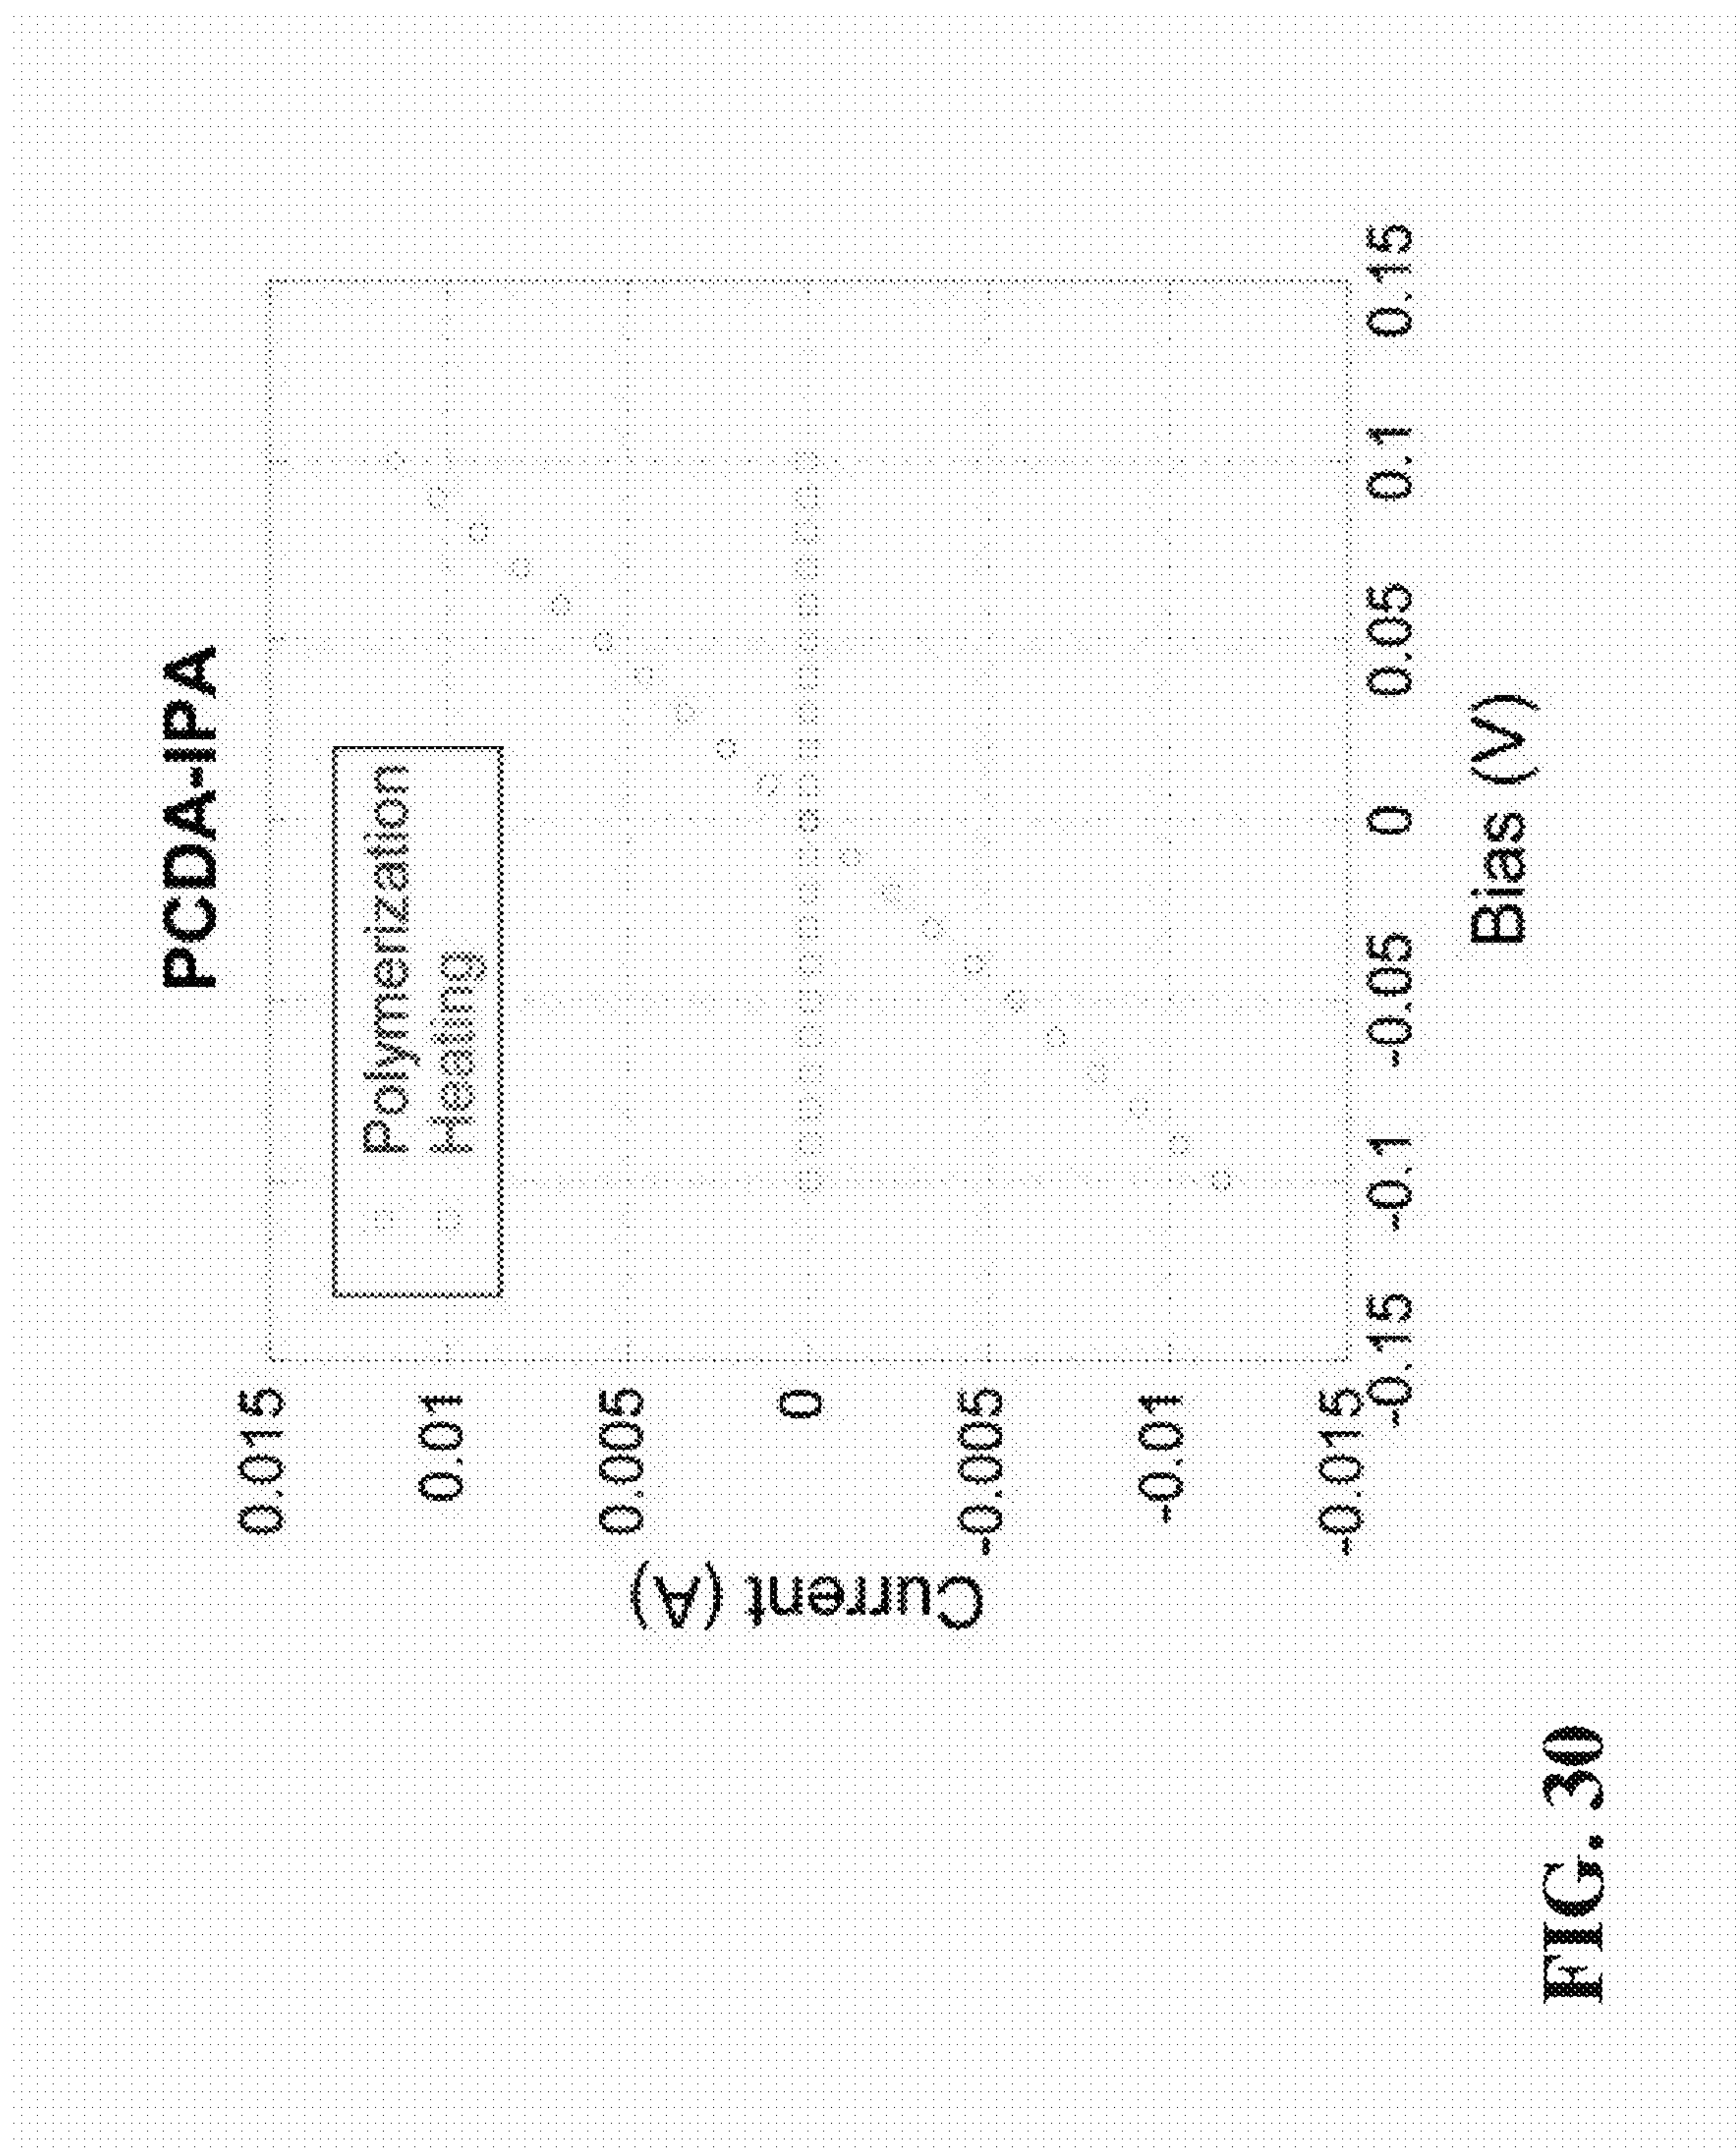 PCDA-IPA
Polymerization
Heating
Current (A)
0.015
0.01
0.005
0
-0.005
-0.01
-0.015
-0.15
-0.1
-0.05
0
0.05
0.1
0.15
Bias (V)
FIG. 30